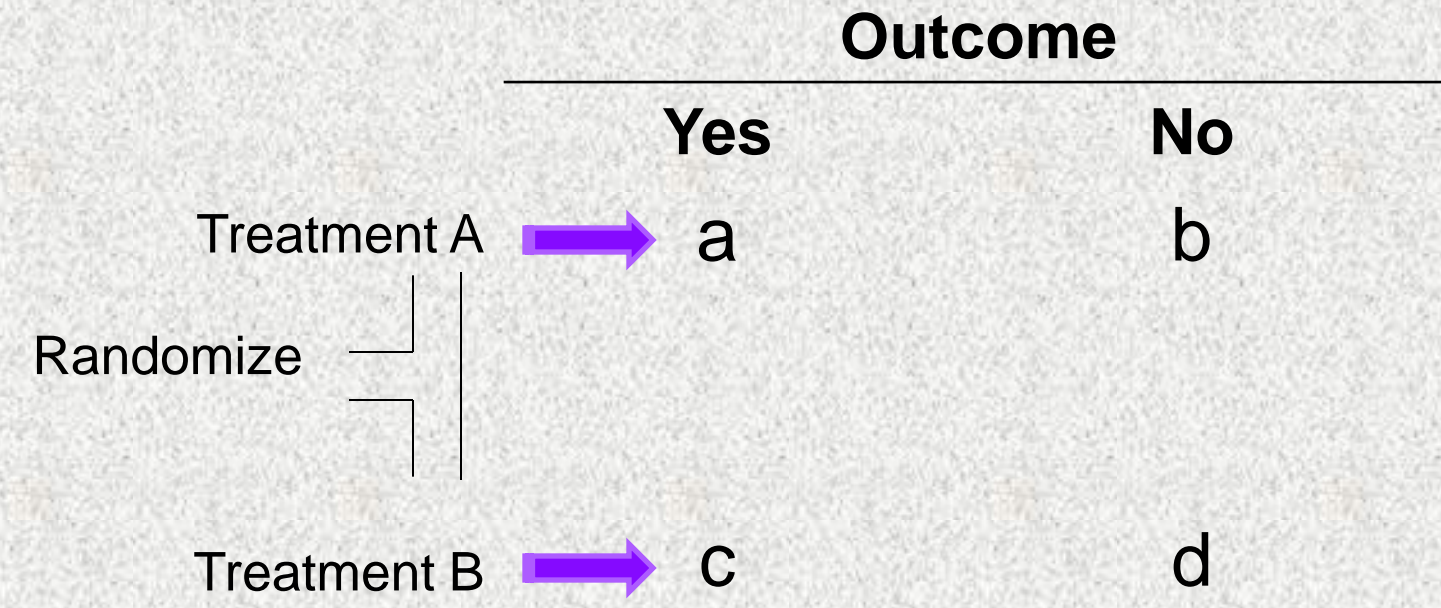 Outcome
Yes No
Treatment A a b
Randomize
Treatment B c d